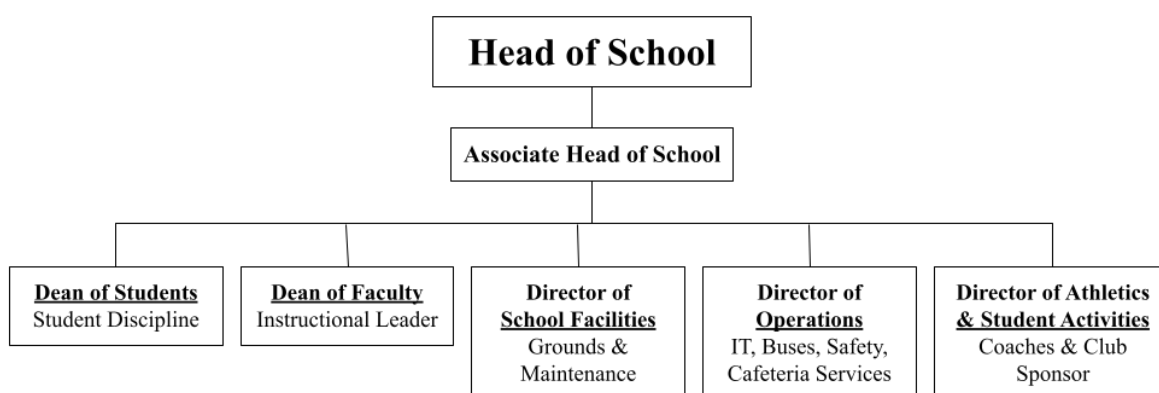 Head of School
Associate Head of School
Dean of Students
Student Discipline
Dean of Faculty
Instructional Leader
Director of
School Facilities
Grounds &
Maintenance
Director of
Operations
IT, Buses, Safety,
Cafeteria Services
Director of Athletics
& Student Activities
Coaches & Club
Sponsor